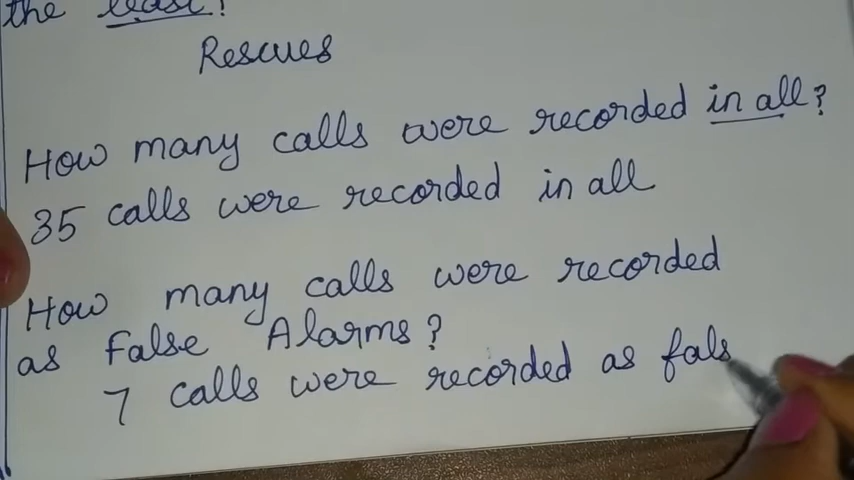 the least?
Rescues
How many calls were recorded in all?
35 calls were recorded in all
How many calls were recorded
as False Alarms?
7 calls were recorded as fals